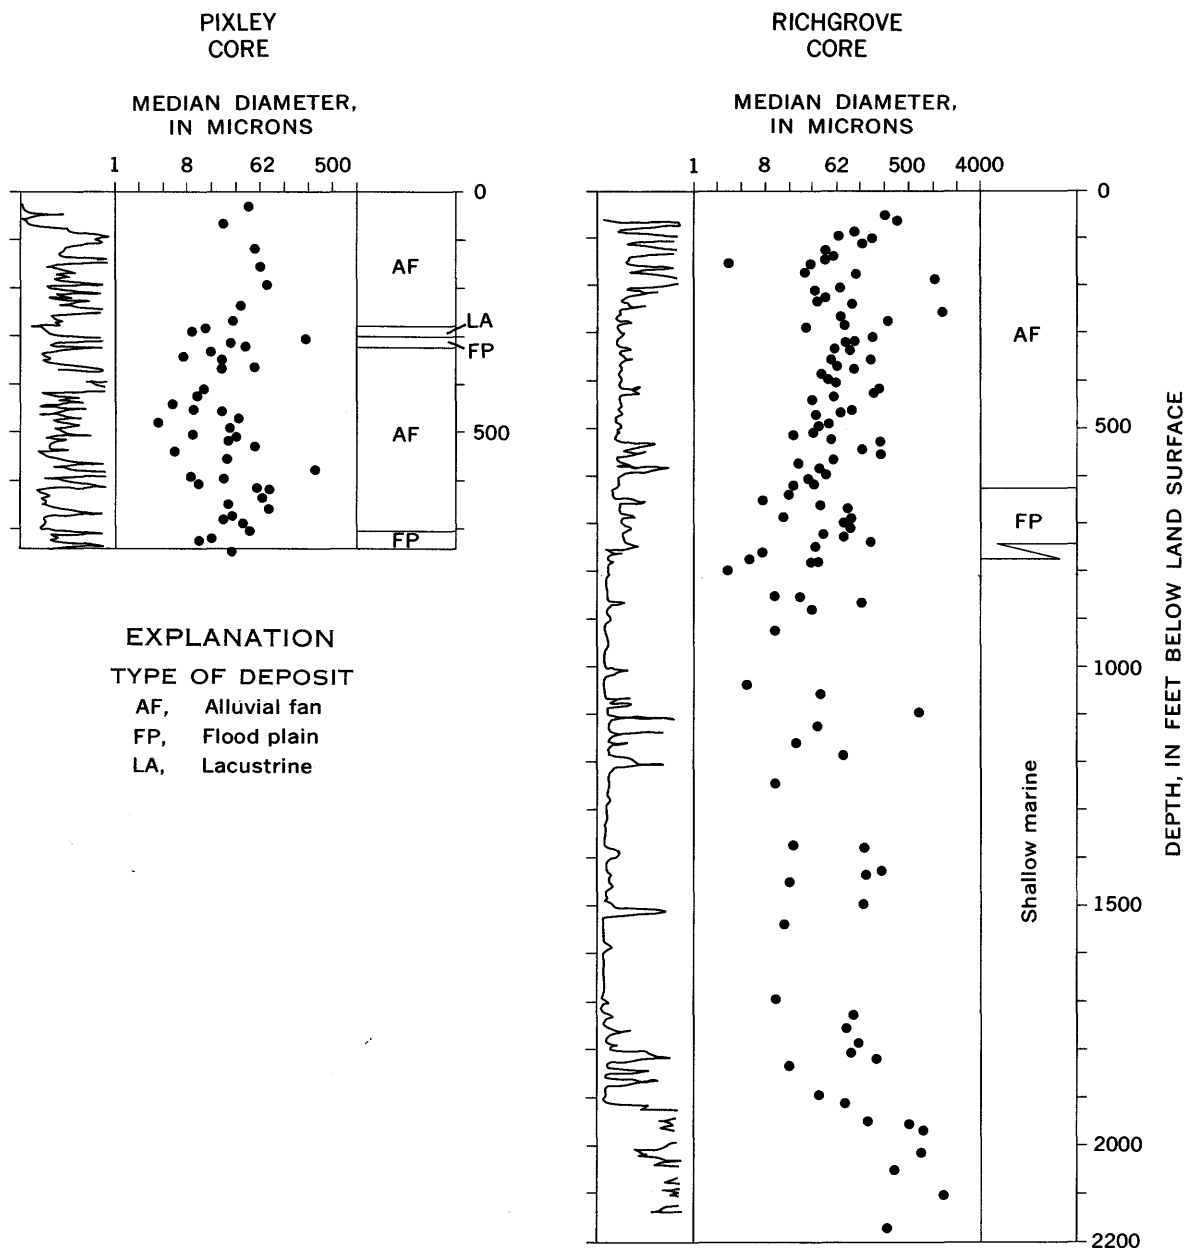 PIXLEY
CORE
MEDIAN DIAMETER,
IN MICRONS
1 8 62 500
0
AF
LA
FP
AF
500
FP
EXPLANATION
TYPE OF DEPOSIT
AF, Alluvial fan
FP, Flood plain
LA, Lacustrine
RICHGROVE
CORE
MEDIAN DIAMETER,
IN MICRONS
1 8 62 500 4000
0
AF
500
FP
1000
Shallow marine
1500
2000
2200
DEPTH, IN FEET BELOW LAND SURFACE